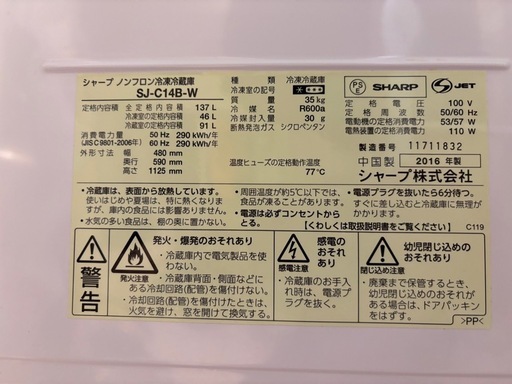 シャープ ノンフロン冷凍冷蔵庫
SJ-C14B-W
定格内容積 全定格内容積 137 L
冷凍室の定格内容積 46 L
冷蔵室の定格内容積 91 L
消費電力量 50 Hz 290 kWh/年
(JIS C 9801-2006年) 60 Hz 290 kWh/年
外形寸法 幅 480 mm
奥行 590 mm
高さ 1125 mm
種類 冷凍冷蔵庫
冷凍室の記号
質量 35 kg
冷媒 R600a
冷媒封入量 30 g
断熱発泡ガス シクロペンタン
温度ヒューズの定格動作温度
77℃
PS
E
SHARP
S JET
定格電圧 100 V
定格周波数 50/60 Hz
電動機の定格消費電力 53/57 W
電熱装置の定格消費電力 110 W
製造番号 11711832
中国製 2016 年製
シャープ株式会社
・冷蔵庫は、表面から放熱しています。
使いはじめや夏場は、特に熱くなりますが、
庫内の食品に影響はありません。
・水気の多い食品は、棚の奥に置かない。
・周囲温度が約5℃以下では、
食品が凍ることがあります。
・電源は必ずコンセントから
とる。
・電源プラグを抜いたら6分待つ。
すぐに差し込むと冷蔵庫が
故障することがあります。
【くわしくは取扱説明書をご覧ください】
C119
警告
発火注意
発火・爆発のおそれあり
・冷蔵庫内で電気製品を使
わない。
・冷蔵庫背面・側面などに
ある冷却回路(配管)を傷付けない。
・冷却回路(配管)を傷付けたときは、
火気を避け、窓を開けて換気する。
感電注意
感電の
おそれあり
・冷蔵庫のお手入
れ時は、電源プ
ラグを抜く。
閉じ込め注意
幼児閉じ込めの
おそれあり
・廃棄まで保管する場合、
幼児の閉じ込めが懸念さ
れるときは、ドアパッキン
をはずす。
>PP<